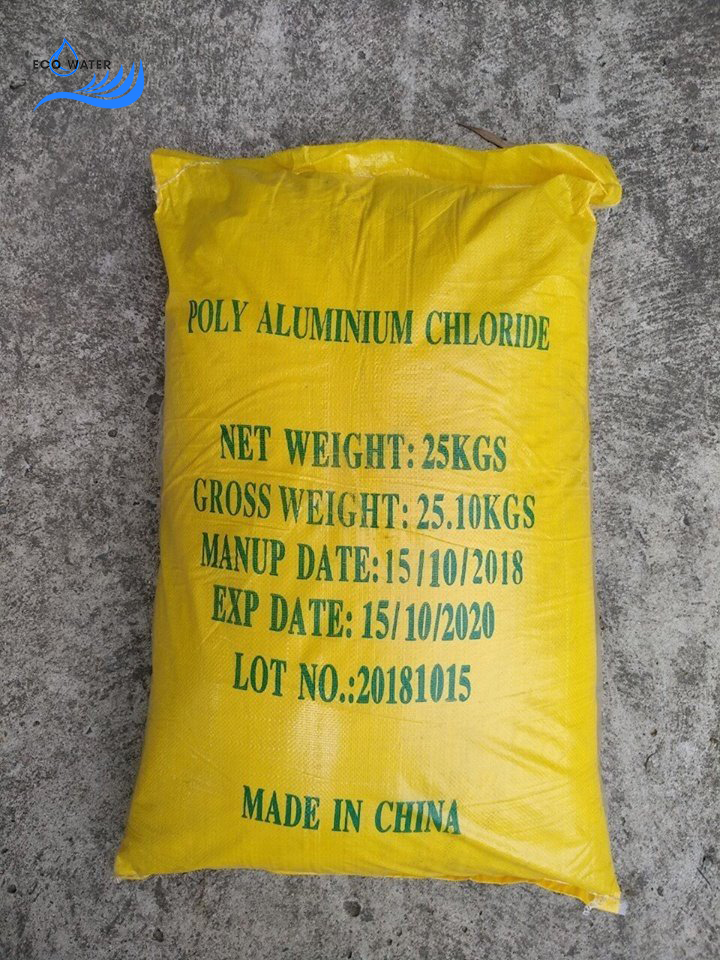 ECO WATER
POLY ALUMINIUM CHLORIDE
NET WEIGHT: 25KGS
GROSS WEIGHT: 25.10KGS
MANUP DATE: 15/10/2018
EXP DATE: 15/10/2020
LOT NO.:20181015
MADE IN CHINA